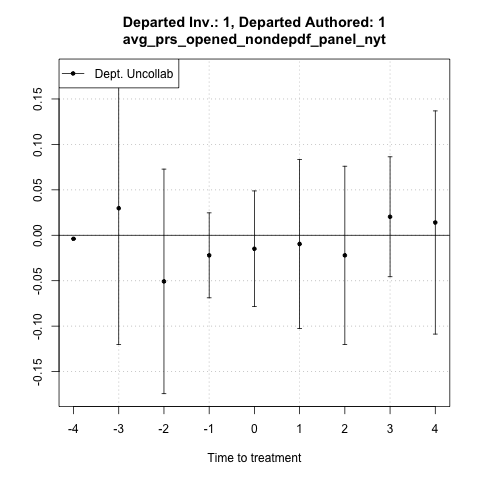 Departed Inv.: 1, Departed Authored: 1
avg_prs_opened_nondepdf_panel_nyt
Dept. Uncollab
0.15
0.10
0.05
0.00
-0.05
-0.10
-0.15
-4 -3 -2 -1 0 1 2 3 4
Time to treatment